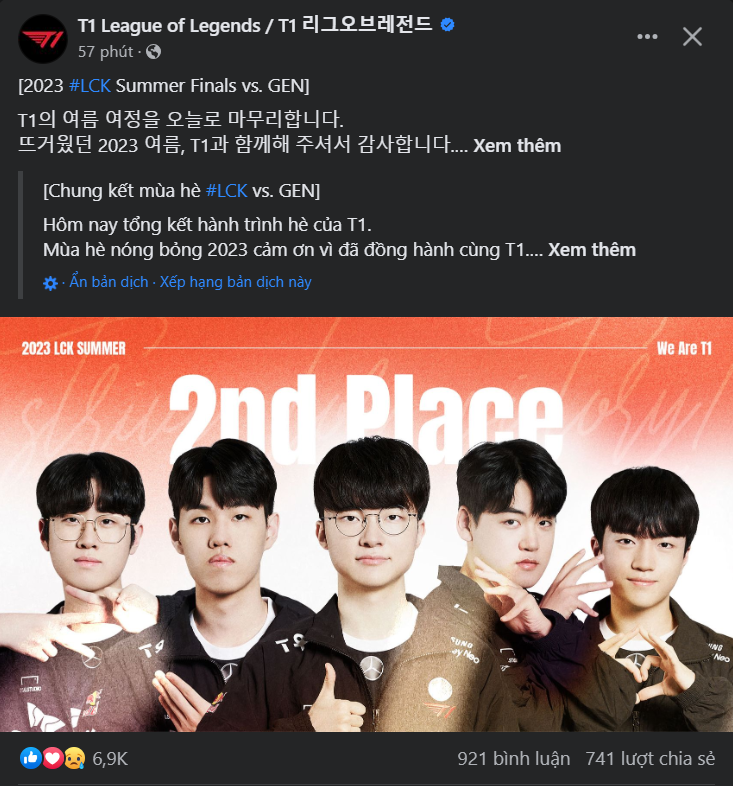 T1 League of Legends / T1 리그오브레전드
57 phút
[2023 #LCK Summer Finals vs. GEN]
T1의 여름 여정을 오늘로 마무리합니다.
뜨거웠던 2023 여름, T1과 함께해 주셔서 감사합니다.... Xem thêm
[Chung kết mùa hè #LCK vs. GEN]
Hôm nay tổng kết hành trình hè của T1.
Mùa hè nóng bỏng 2023 cảm ơn vì đã đồng hành cùng T1.... Xem thêm
· Ẩn bản dịch · Xếp hạng bản dịch này
2023 LCK SUMMER
We Are T1
2nd Place
6,9K
921 bình luận
741 lượt chia sẻ